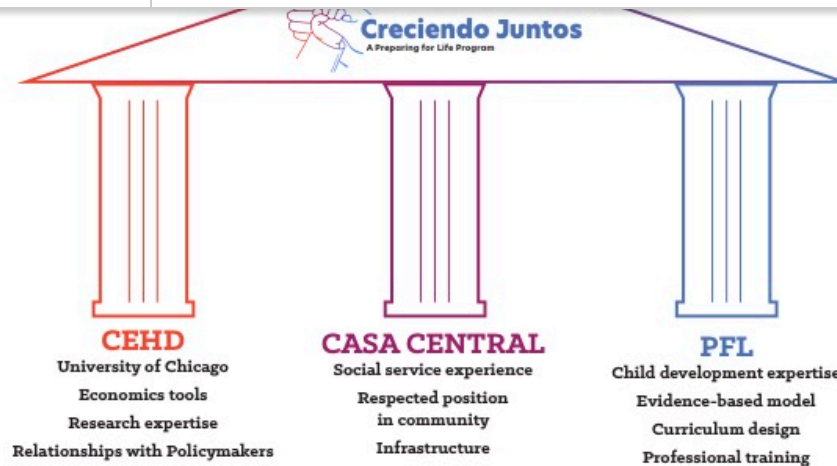 Creciendo Juntos
A Preparing for Life Program
CEHD
University of Chicago
Economics tools
Research expertise
Relationships with Policymakers
CASA CENTRAL
Social service experience
Respected position
in community
Infrastructure
PFL
Child development expertise
Evidence-based model
Curriculum design
Professional training